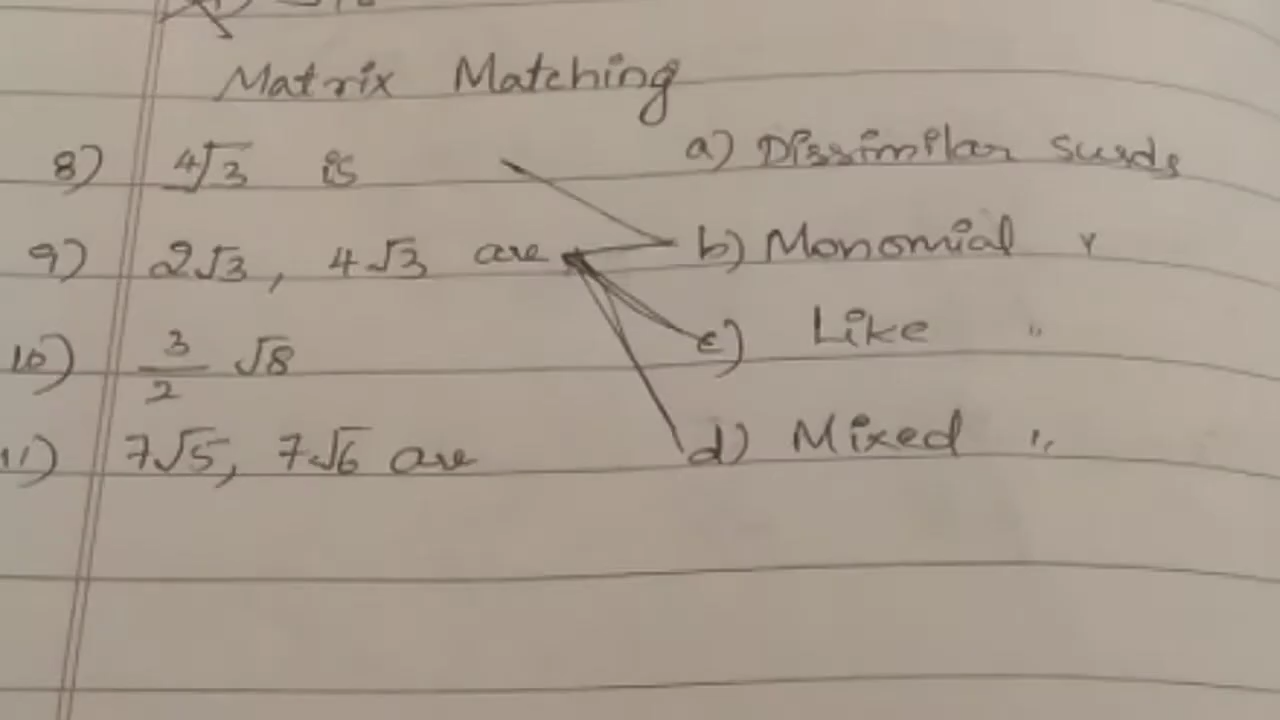 Matrix Matching
8) ∜3 is a) Dissimilar surds
9) 2√3, 4√3 are b) Monomial "
10) 3/2 √8 c) Like "
11) 7√5, 7√6 are d) Mixed "